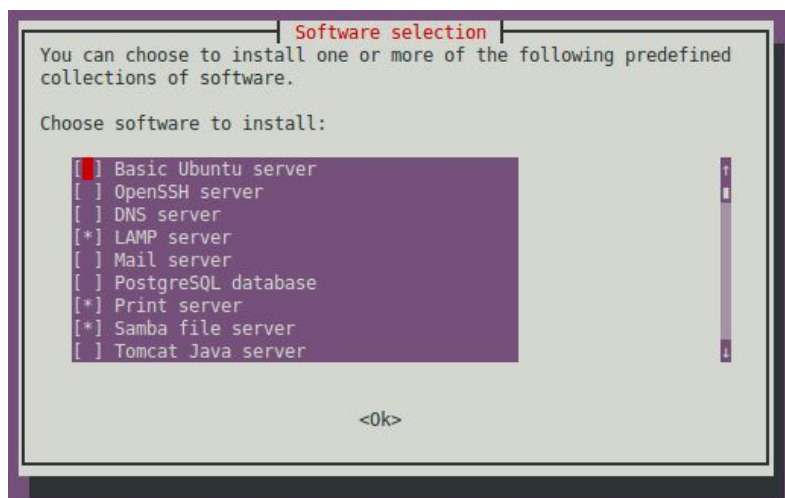 Software selection
You can choose to install one or more of the following predefined
collections of software.
Choose software to install:
[ ] Basic Ubuntu server
[ ] OpenSSH server
[ ] DNS server
[*] LAMP server
[ ] Mail server
[ ] PostgreSQL database
[*] Print server
[*] Samba file server
[ ] Tomcat Java server
<Ok>